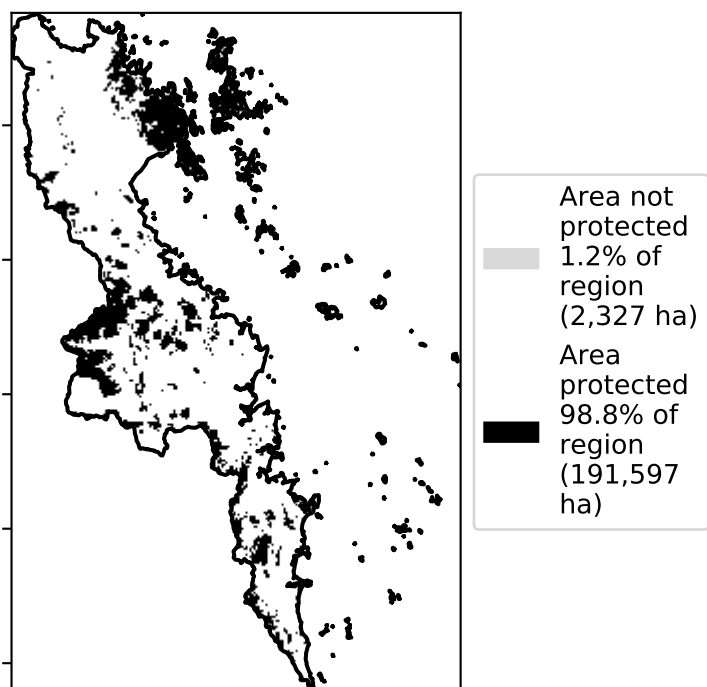 Area not
protected
1.2% of
region
(2,327 ha)
Area
protected
98.8% of
region
(191,597
ha)